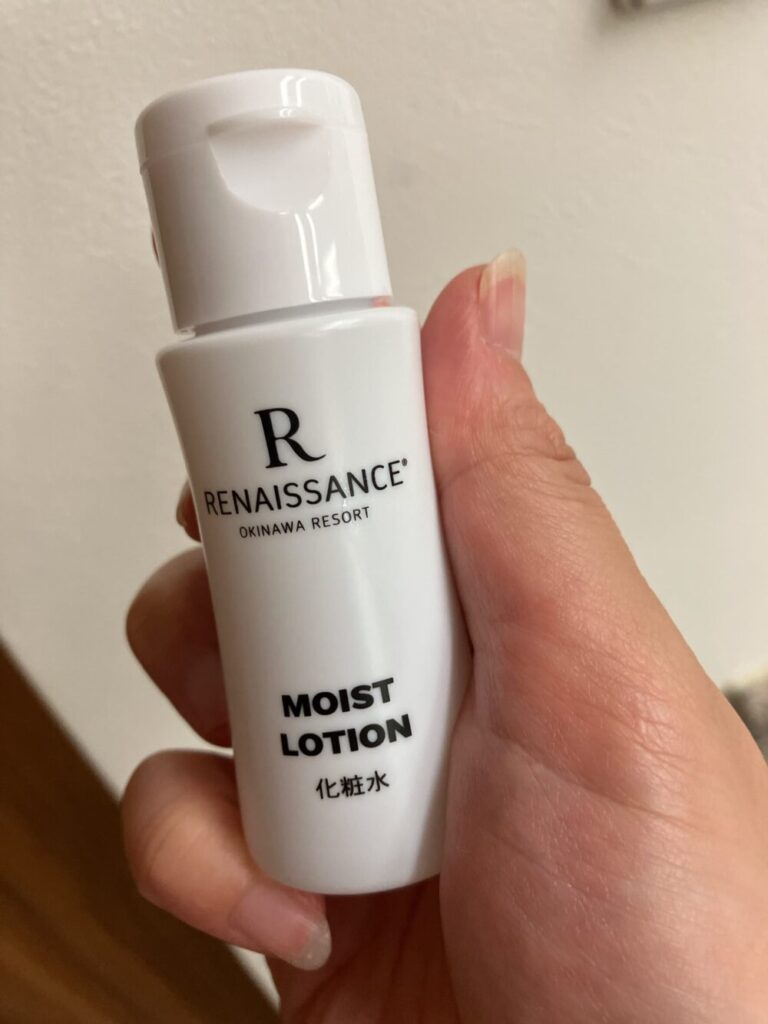 R
RENAISSANCE®
OKINAWA RESORT
MOIST
LOTION
化粧水